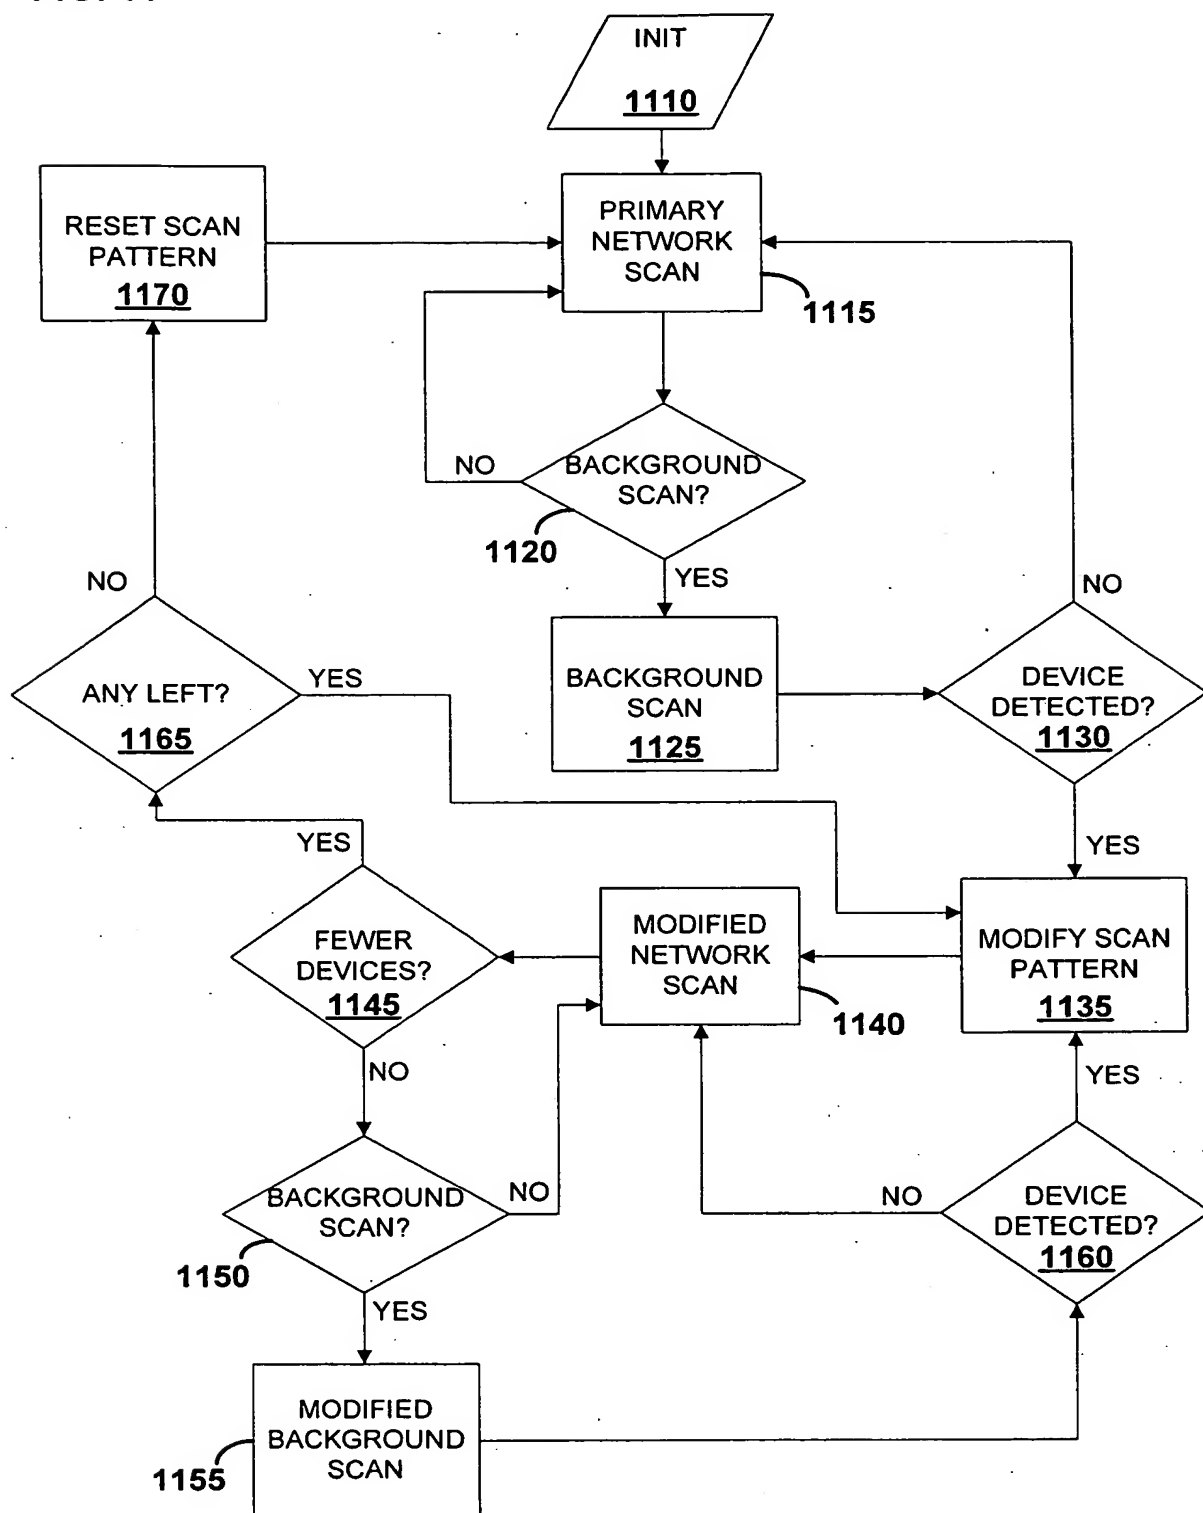 INIT
1110
RESET SCAN
PATTERN
1170
PRIMARY
NETWORK
SCAN
1115
NO
BACKGROUND
SCAN?
1120
YES
NO
ANY LEFT?
1165
YES
BACKGROUND
SCAN
1125
NO
DEVICE
DETECTED?
1130
YES
YES
FEWER
DEVICES?
1145
NO
MODIFIED
NETWORK
SCAN
1140
MODIFY SCAN
PATTERN
1135
YES
BACKGROUND
SCAN?
1150
NO
YES
NO
DEVICE
DETECTED?
1160
MODIFIED
BACKGROUND
SCAN
1155